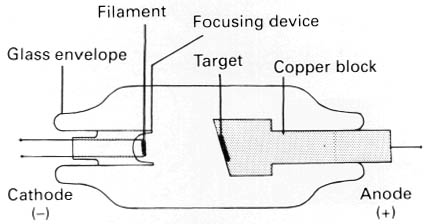 Filament
Focusing device
Glass envelope
Target
Copper block
Cathode
(-)
Anode
(+)